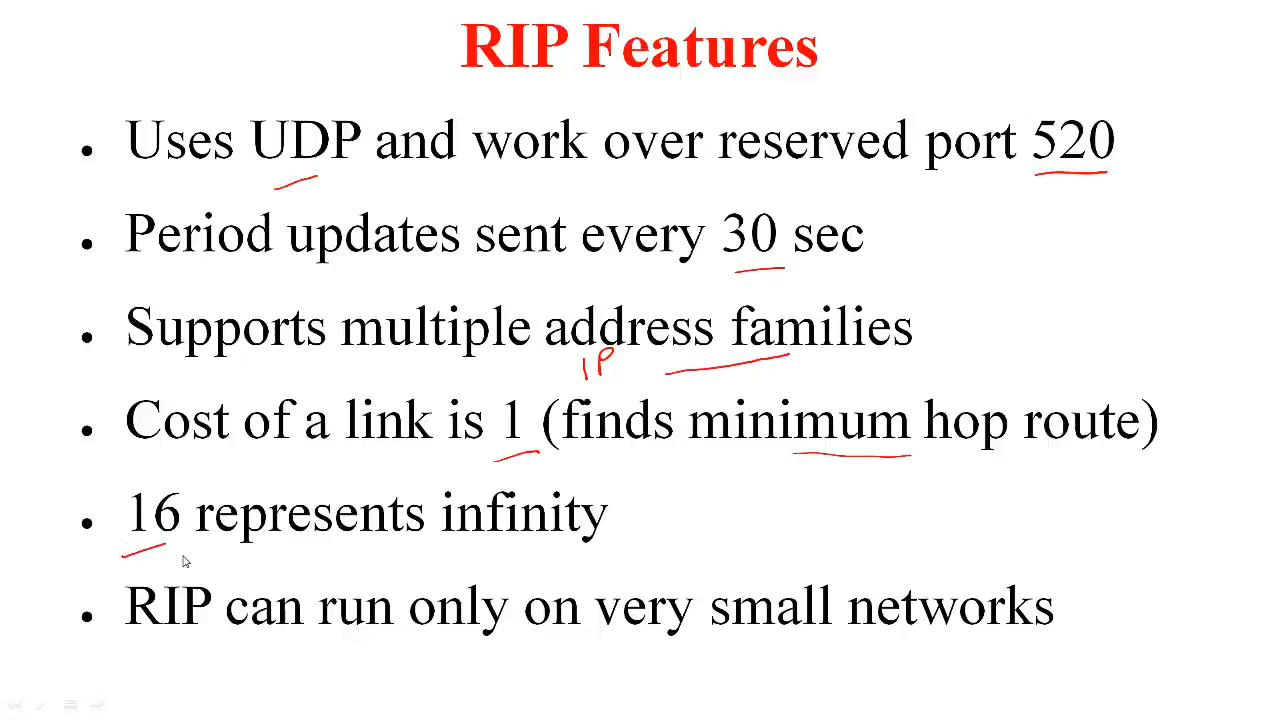 RIP Features
• Uses UDP and work over reserved port 520
• Period updates sent every 30 sec
• Supports multiple address families
IP
• Cost of a link is 1 (finds minimum hop route)
• 16 represents infinity
• RIP can run only on very small networks